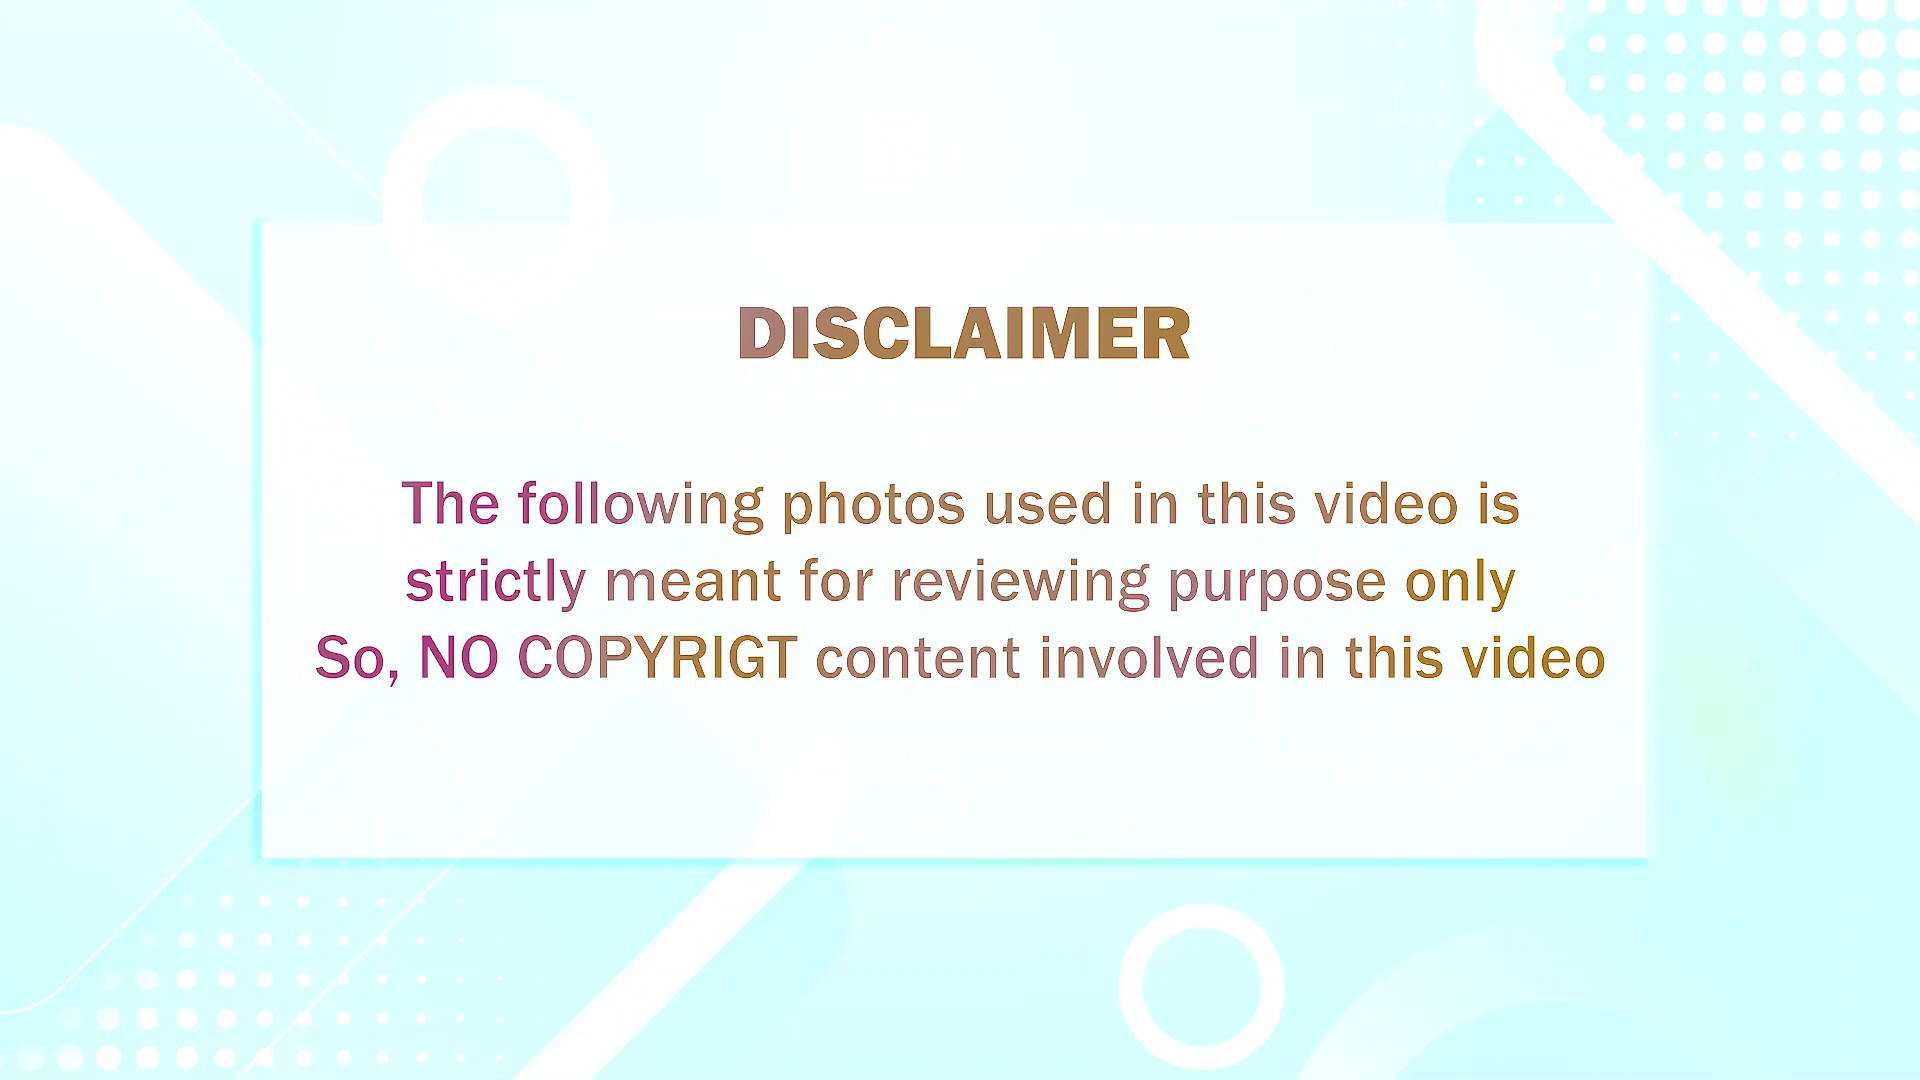 DISCLAIMER
The following photos used in this video is
strictly meant for reviewing purpose only
So, NO COPYRIGT content involved in this video